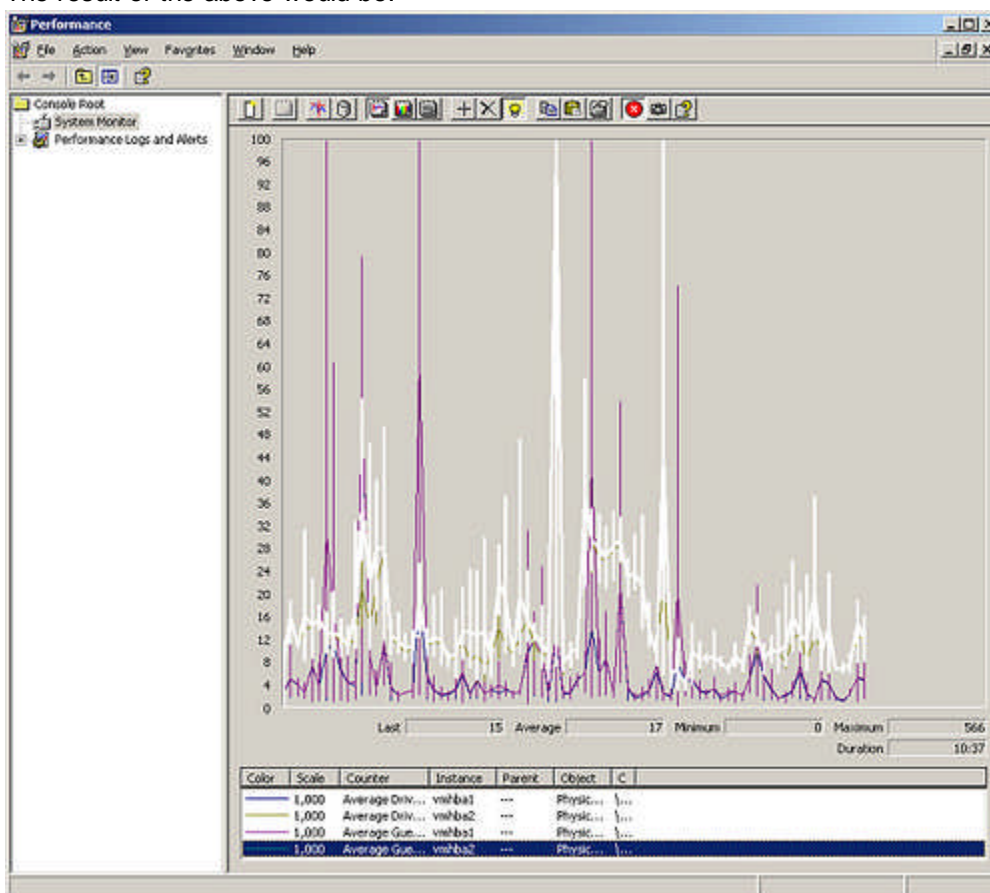 The result of the above would be:
Performance
File Action View Favorites Window Help
Console Root
System Monitor
Performance Logs and Alerts
100
96
92
88
84
80
76
72
68
64
60
56
52
48
44
40
36
32
28
24
20
16
12
8
4
0
Last 15 Average 17 Minimum 0 Maximum 566
Duration 10:37
Color Scale Counter Instance Parent Object C
1,000 Average Driv... vmhba1 --- Physic... \...
1,000 Average Driv... vmhba2 --- Physic... \...
1,000 Average Gue... vmhba1 --- Physic... \...
1,000 Average Gue... vmhba2 --- Physic... \...